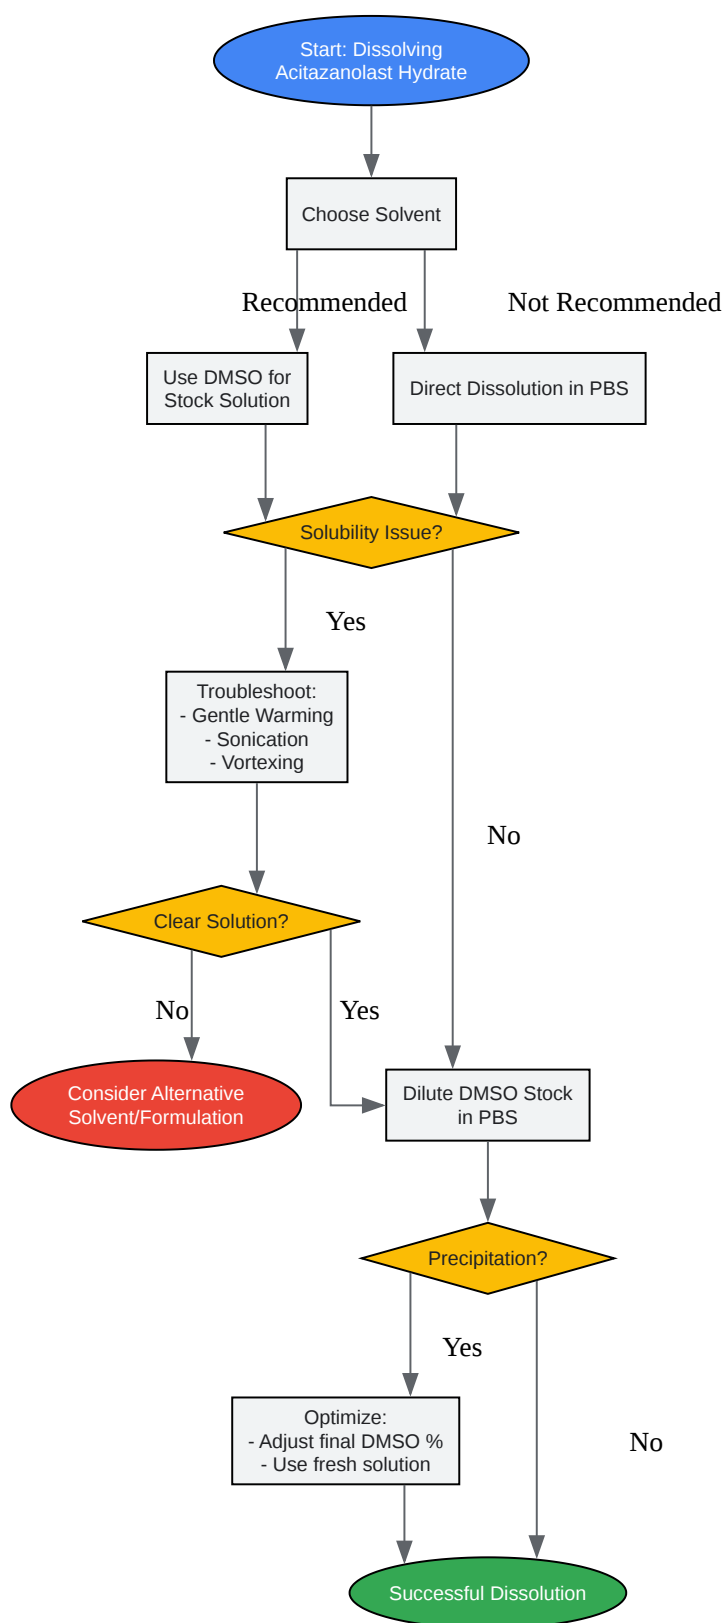 Start: Dissolving
Acitazanolast Hydrate
Choose Solvent
Recommended
Not Recommended
Use DMSO for
Stock Solution
Direct Dissolution in PBS
Solubility Issue?
Yes
Troubleshoot:
- Gentle Warming
- Sonication
- Vortexing
No
Clear Solution?
No
Yes
Consider Alternative
Solvent/Formulation
Dilute DMSO Stock
in PBS
Precipitation?
Yes
Optimize:
- Adjust final DMSO %
- Use fresh solution
No
Successful Dissolution